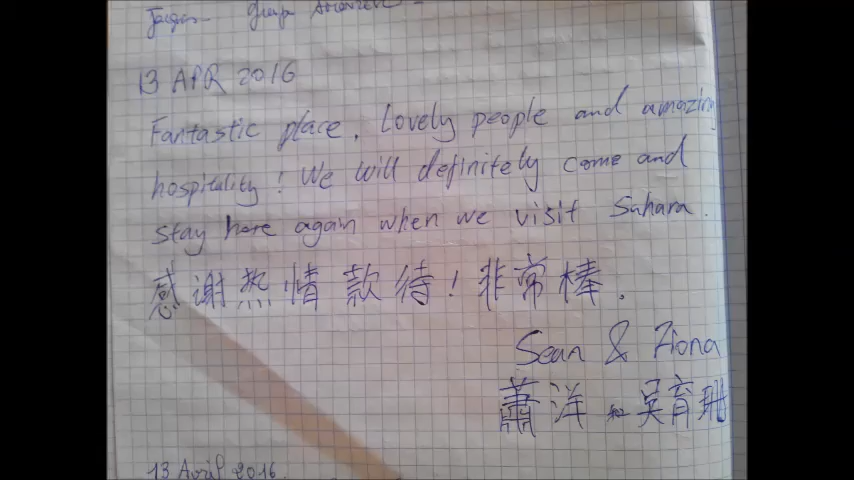 13 APR 2016
Fantastic place. Lovely people and amazing
hospitality! We will definitely come and
stay here again when we visit Sahara.
感谢热情款待!非常棒.
Sean & Fiona
蕭洋 和 吴育珊
13 April 2016.